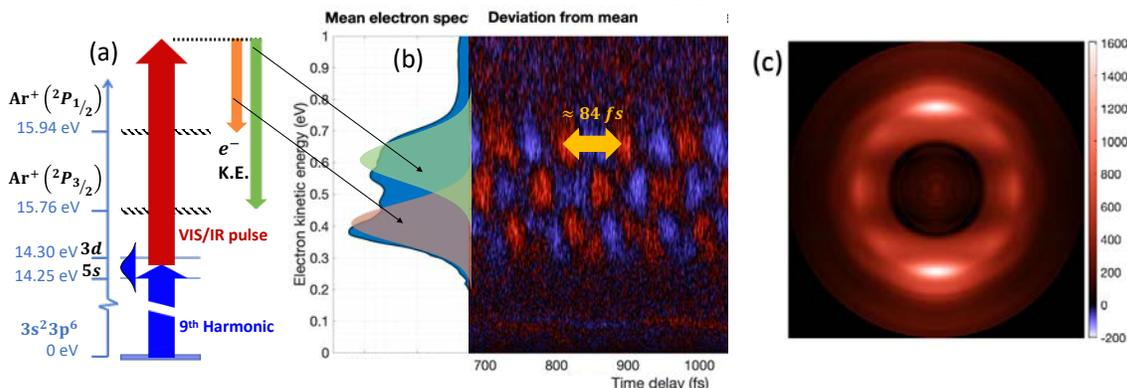 (a)
Ar⁺ (²P₁/₂)
15.94 eV
Ar⁺ (²P₃/₂)
15.76 eV
14.30 eV 3d
14.25 eV 5s
3s²3p⁶
0 eV
e⁻
K.E.
VIS/IR pulse
9th Harmonic
Mean electron spec
Deviation from mean
(b)
≈ 84 fs
Electron kinetic energy (eV)
1
0.9
0.8
0.7
0.6
0.5
0.4
0.3
0.2
0.1
0
700 800 900 1000
Time delay (fs)
(c)
1600
1400
1200
1000
800
600
400
200
0
-200